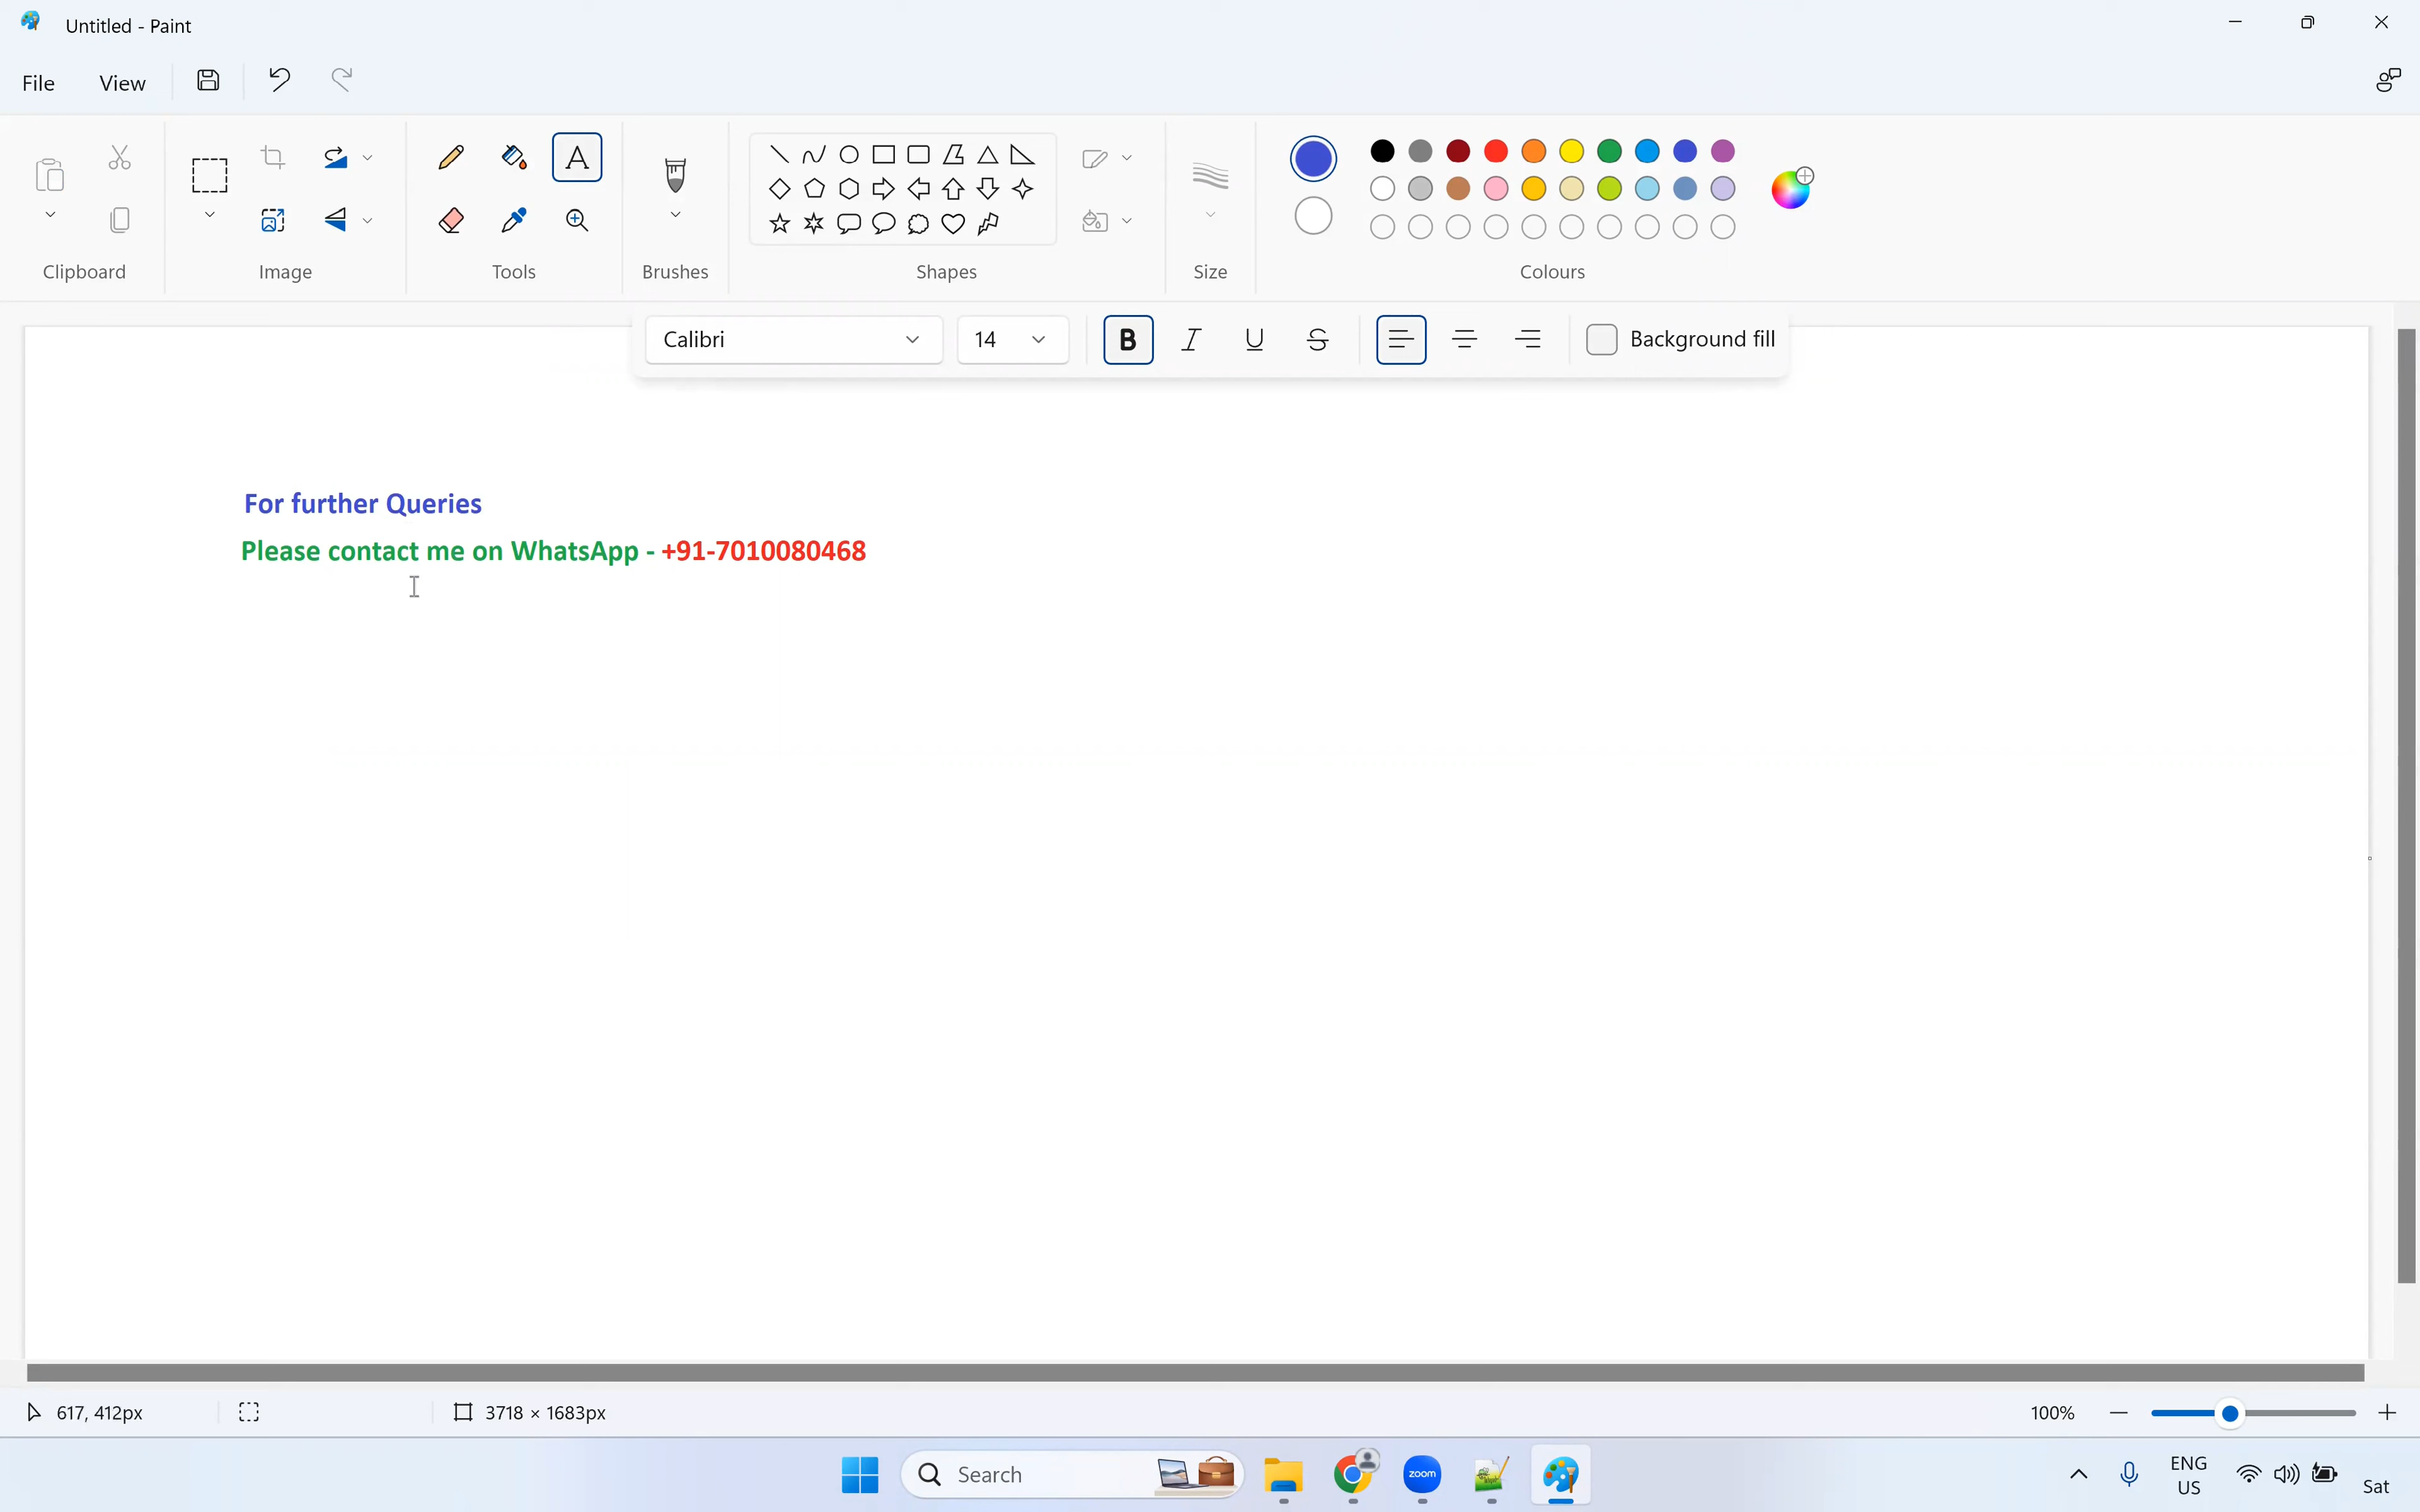 Untitled - Paint
File View
Clipboard Image Tools Brushes Shapes Size Colours
Calibri 14 B I U S Background fill
For further Queries
Please contact me on WhatsApp - +91-7010080468
617, 412px 3718 × 1683px 100%
Search zoom ENG
US Sat